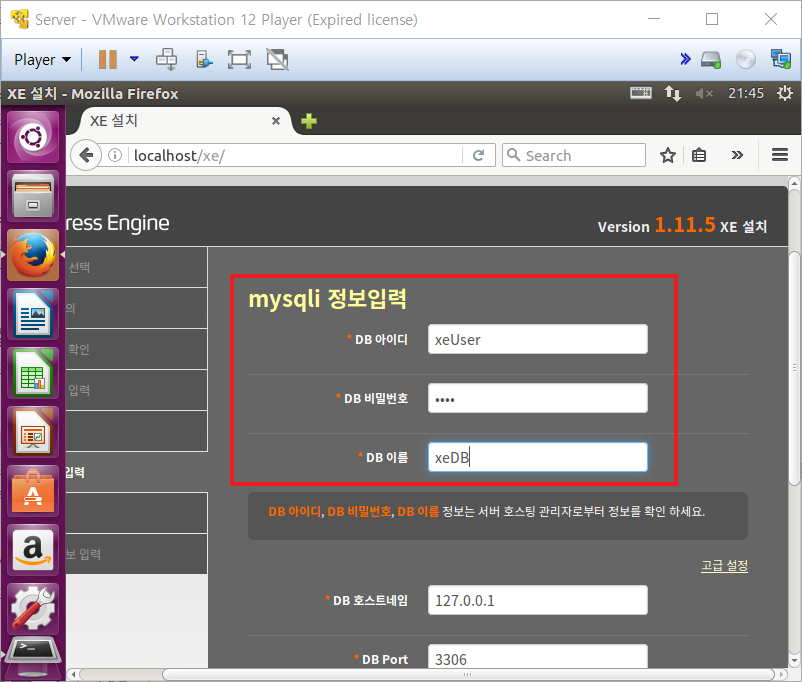 Server - VMware Workstation 12 Player (Expired license)
Player
XE 설치 - Mozilla Firefox
21:45
XE 설치
localhost/xe/
Search
ress Engine
Version 1.11.5 XE 설치
선택
의
확인
입력
입력
보 입력
mysqli 정보입력
* DB 아이디
xeUser
* DB 비밀번호
••••
* DB 이름
xeDB
DB 아이디, DB 비밀번호, DB 이름 정보는 서버 호스팅 관리자로부터 정보를 확인 하세요.
고급 설정
* DB 호스트네임
127.0.0.1
* DB Port
3306